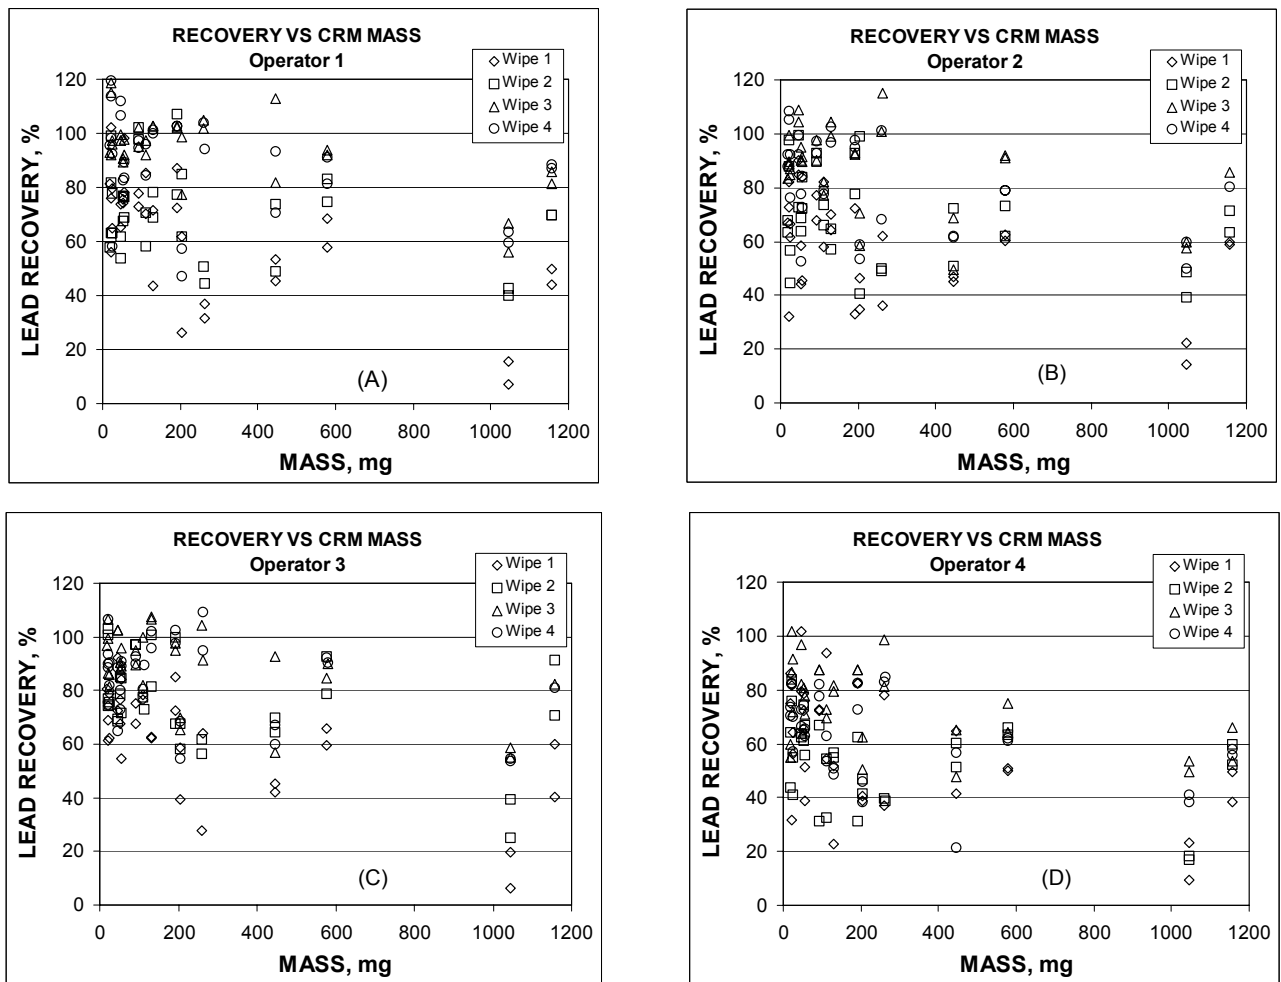 RECOVERY VS CRM MASS
Operator 1
Wipe 1
Wipe 2
Wipe 3
Wipe 4
LEAD RECOVERY, %
120
100
80
60
40
20
0
(A)
0 200 400 600 800 1000 1200
MASS, mg
RECOVERY VS CRM MASS
Operator 2
Wipe 1
Wipe 2
Wipe 3
Wipe 4
LEAD RECOVERY, %
120
100
80
60
40
20
0
(B)
0 200 400 600 800 1000 1200
MASS, mg
RECOVERY VS CRM MASS
Operator 3
Wipe 1
Wipe 2
Wipe 3
Wipe 4
LEAD RECOVERY, %
120
100
80
60
40
20
0
(C)
0 200 400 600 800 1000 1200
MASS, mg
RECOVERY VS CRM MASS
Operator 4
Wipe 1
Wipe 2
Wipe 3
Wipe 4
LEAD RECOVERY, %
120
100
80
60
40
20
0
(D)
0 200 400 600 800 1000 1200
MASS, mg